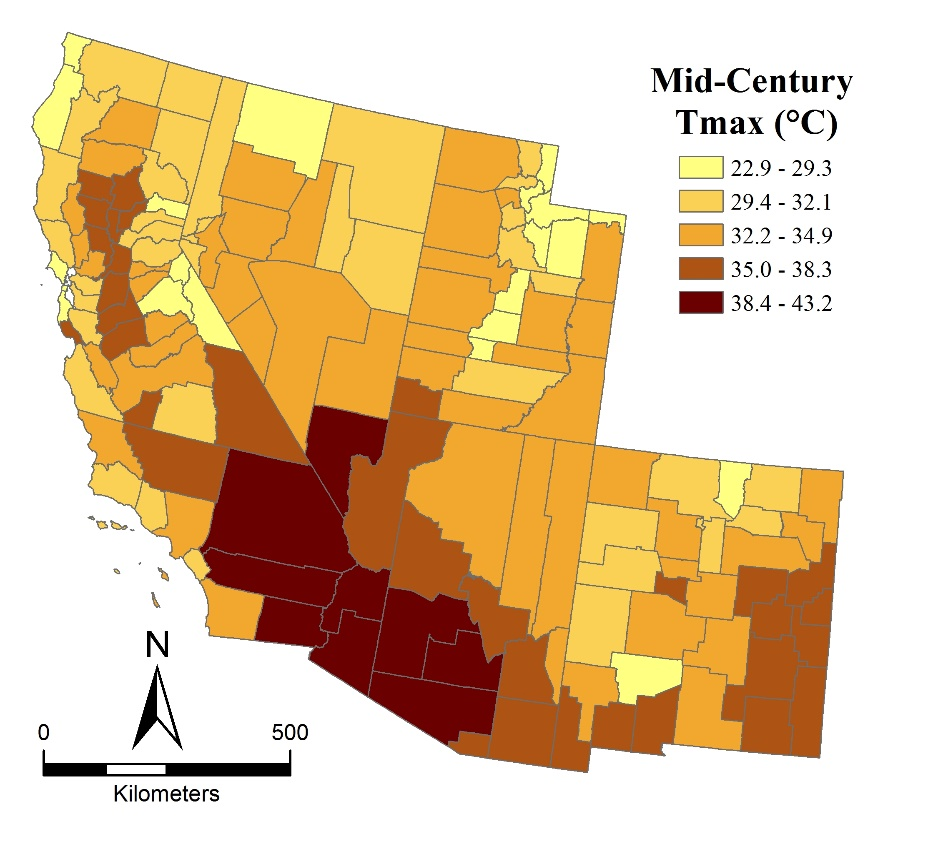 Mid-Century
Tmax (°C)
22.9 - 29.3
29.4 - 32.1
32.2 - 34.9
35.0 - 38.3
38.4 - 43.2
N
0 500
Kilometers